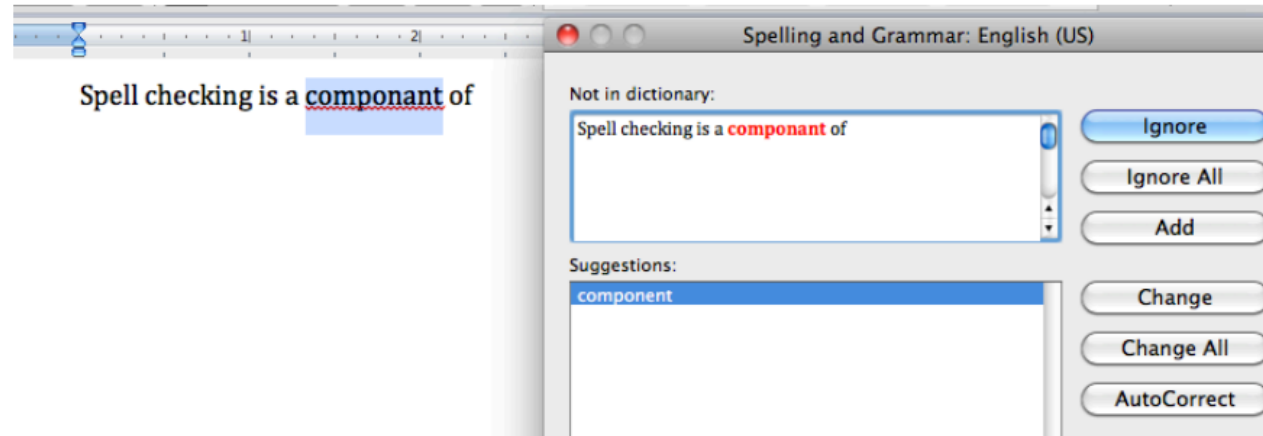 1 2
Spell checking is a componant of
Spelling and Grammar: English (US)
Not in dictionary:
Spell checking is a componant of
Ignore
Ignore All
Add
Suggestions:
component
Change
Change All
AutoCorrect